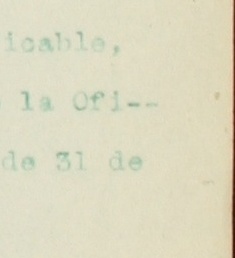 icable,
la Ofi--
de 31 de